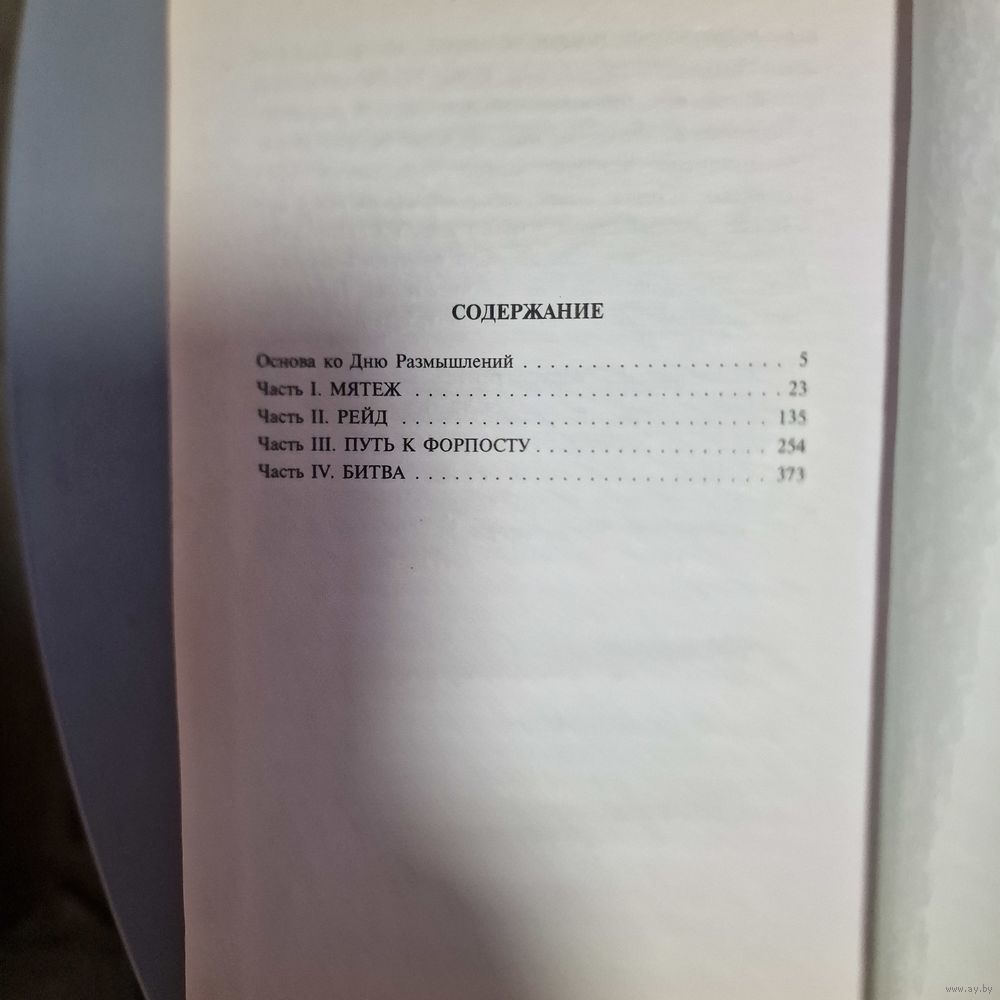 СОДЕРЖАНИЕ
Основа ко Дню Размышлений . . . . . . . . . . . . . . . . . . . . 5
Часть I. МЯТЕЖ . . . . . . . . . . . . . . . . . . . . . . . . . . 23
Часть II. РЕЙД . . . . . . . . . . . . . . . . . . . . . . . . . . 135
Часть III. ПУТЬ К ФОРПОСТУ . . . . . . . . . . . . . . . . . . 254
Часть IV. БИТВА . . . . . . . . . . . . . . . . . . . . . . . . . 373
www.ay.by